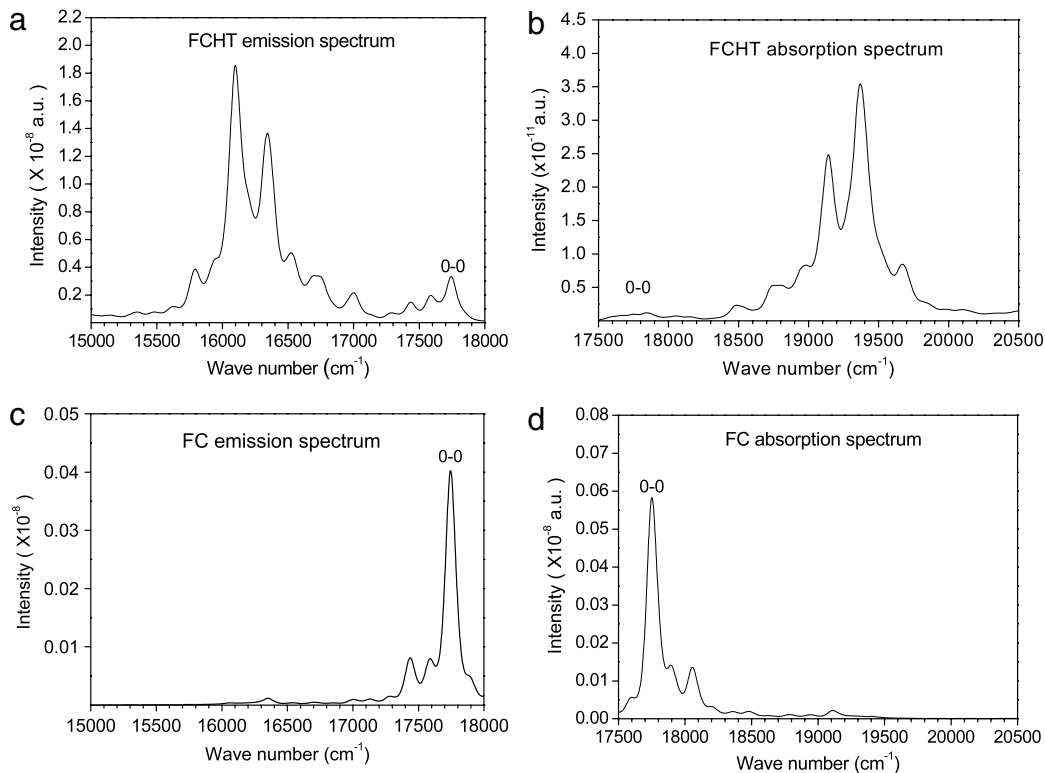 a
FCHT emission spectrum
2.2
2.0
1.8
1.6
1.4
1.2
1.0
0.8
0.6
0.4
0.2
Intensity ( X 10⁻⁸ a.u. )
0-0
15000 15500 16000 16500 17000 17500 18000
Wave number (cm⁻¹)
b
FCHT absorption spectrum
4.5
4.0
3.5
3.0
2.5
2.0
1.5
1.0
0.5
Intensity (x10⁻¹¹a.u.)
0-0
17500 18000 18500 19000 19500 20000 20500
Wave number (cm⁻¹)
c
FC emission spectrum
0.05
0.04
0.03
0.02
0.01
Intensity ( X10⁻⁸ )
0-0
15000 15500 16000 16500 17000 17500 18000
Wave number (cm⁻¹)
d
FC absorption spectrum
0.08
0.07
0.06
0.05
0.04
0.03
0.02
0.01
0.00
Intensity ( X10⁻⁸ a.u. )
0-0
17500 18000 18500 19000 19500 20000 20500
Wave number (cm⁻¹)